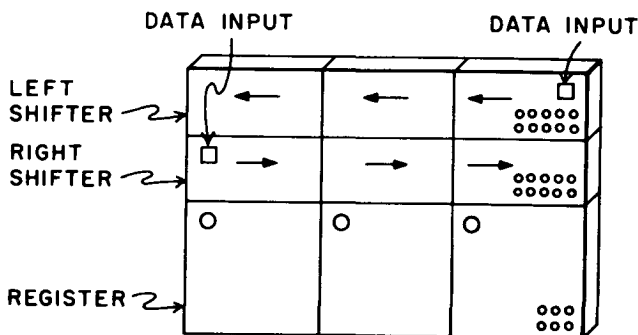 DATA INPUT
DATA INPUT
LEFT
SHIFTER
RIGHT
SHIFTER
REGISTER